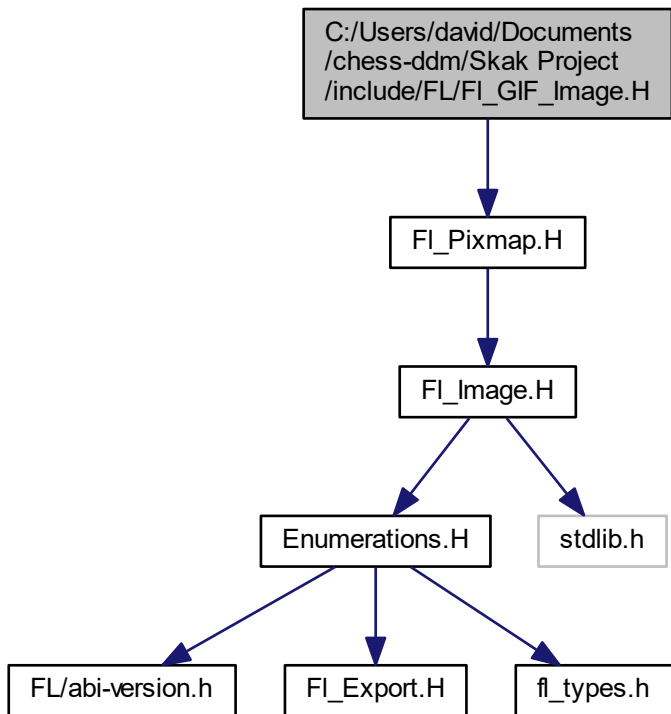 C:/Users/david/Documents
/chess-ddm/Skak Project
/include/FL/Fl_GIF_Image.H
Fl_Pixmap.H
Fl_Image.H
Enumerations.H
stdlib.h
FL/abi-version.h
Fl_Export.H
fl_types.h